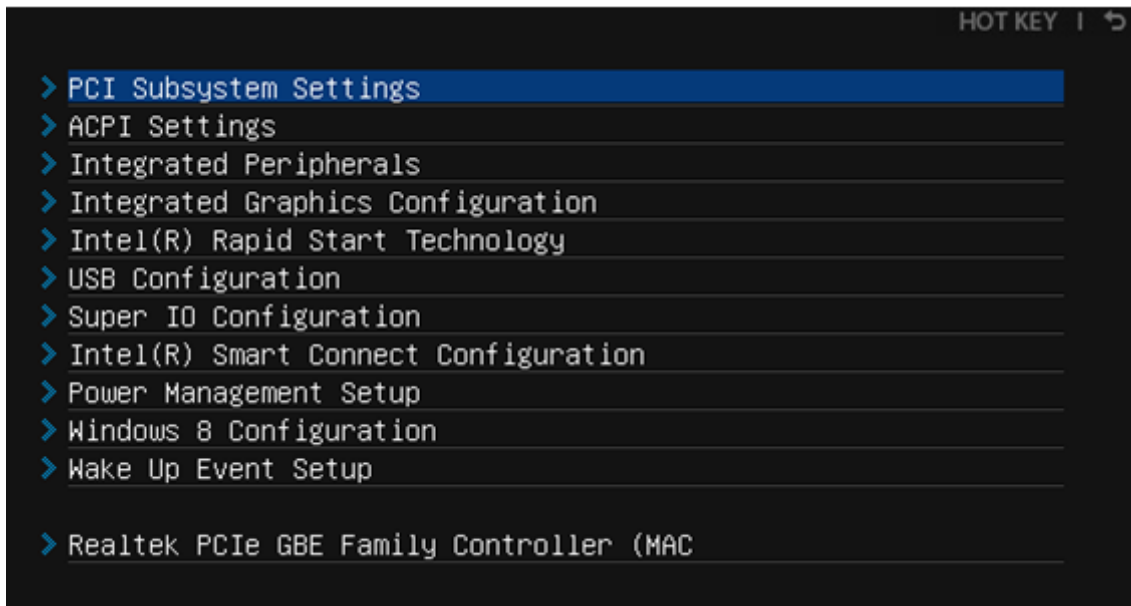 HOT KEY | ↩
> PCI Subsystem Settings
> ACPI Settings
> Integrated Peripherals
> Integrated Graphics Configuration
> Intel(R) Rapid Start Technology
> USB Configuration
> Super IO Configuration
> Intel(R) Smart Connect Configuration
> Power Management Setup
> Windows 8 Configuration
> Wake Up Event Setup
> Realtek PCIe GBE Family Controller (MAC